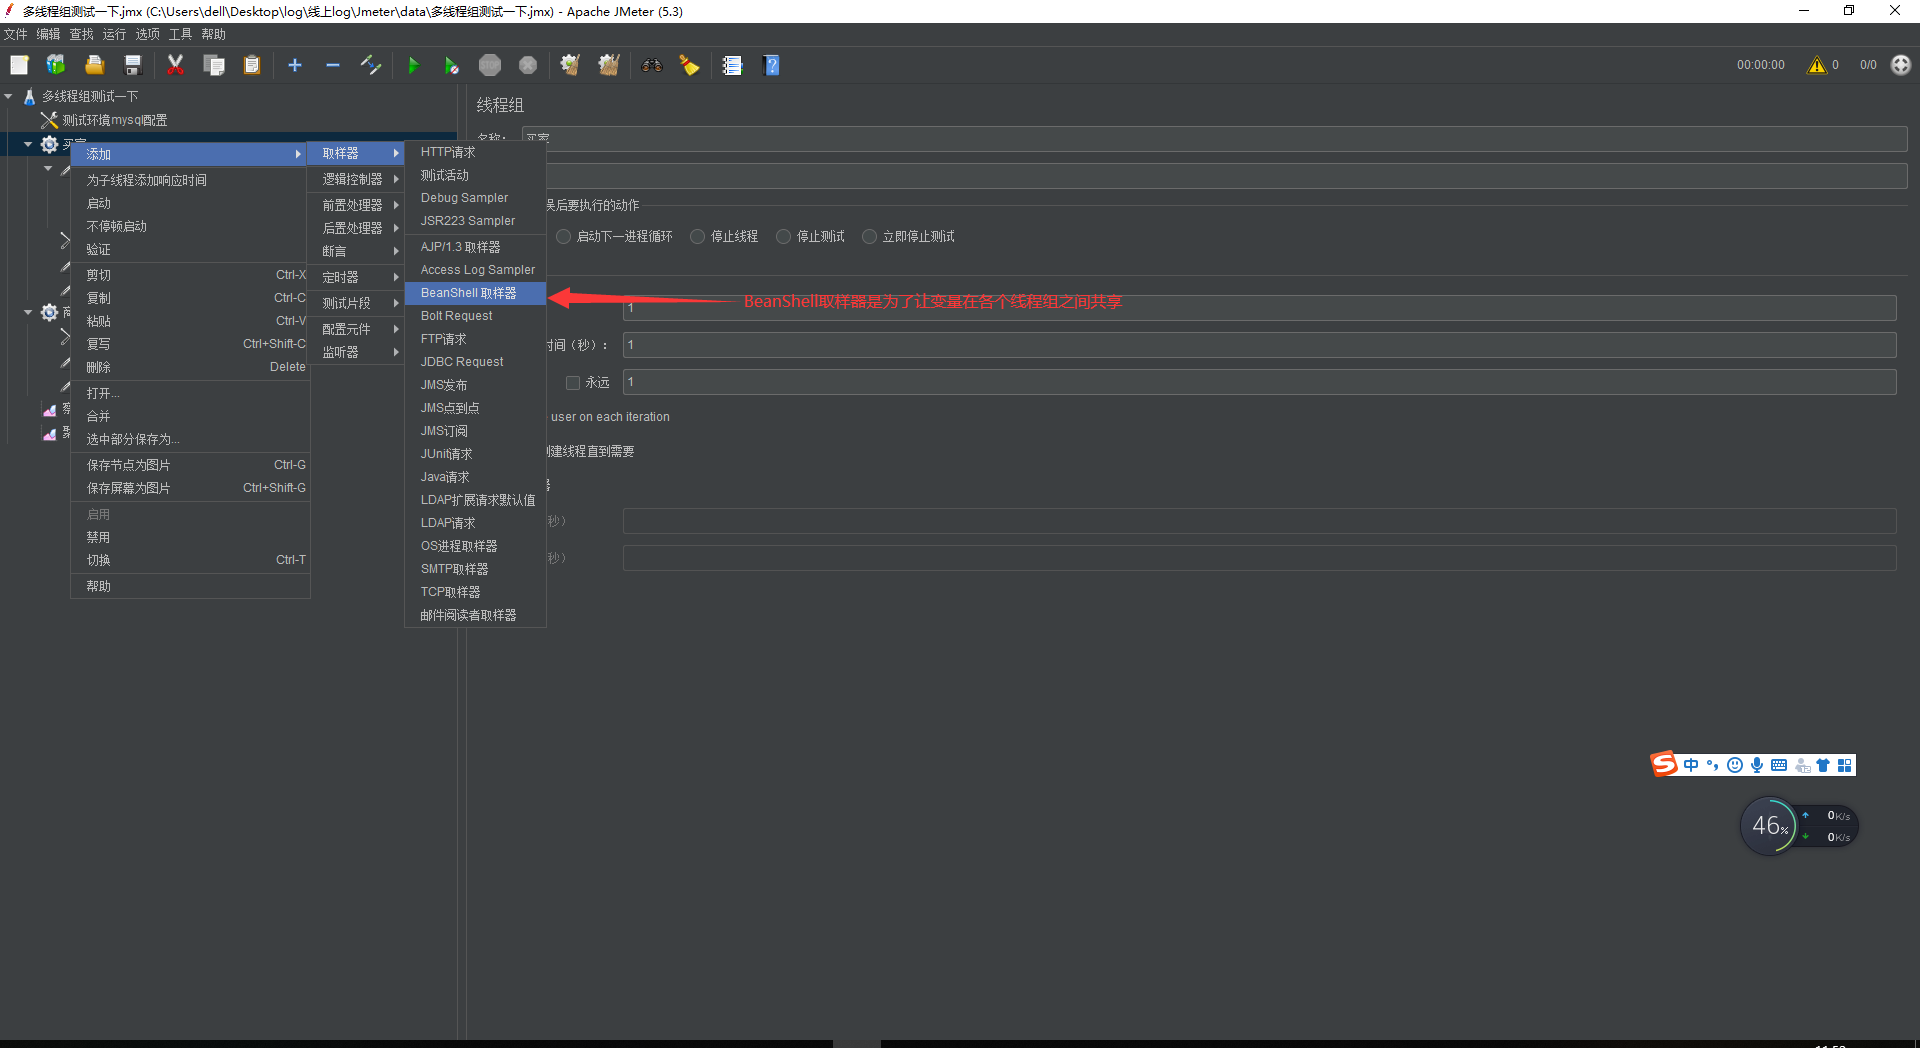 多线程组测试一下.jmx (C:\Users\dell\Desktop\log\线上log\Jmeter\data\多线程组测试一下.jmx) - Apache JMeter (5.3)
文件 编辑 查找 运行 选项 工具 帮助
00:00:00 0 0/0
多线程组测试一下
测试环境mysql配置
添加
为子线程添加响应时间
启动
不停顿启动
验证
剪切 Ctrl-X
复制 Ctrl-C
粘贴 Ctrl-V
复写 Ctrl+Shift-C
删除 Delete
打开...
合并
选中部分保存为...
保存节点为图片 Ctrl-G
保存屏幕为图片 Ctrl+Shift-G
启用
禁用
切换 Ctrl-T
帮助
取样器
逻辑控制器
前置处理器
后置处理器
断言
定时器
测试片段
配置元件
监听器
HTTP请求
测试活动
Debug Sampler
JSR223 Sampler
AJP/1.3 取样器
Access Log Sampler
BeanShell 取样器
Bolt Request
FTP请求
JDBC Request
JMS发布
JMS点到点
JMS订阅
JUnit请求
Java请求
LDAP扩展请求默认值
LDAP请求
OS进程取样器
SMTP取样器
TCP取样器
邮件阅读者取样器
线程组
名称: 买家
后要执行的动作
启动下一进程循环 停止线程 停止测试 立即停止测试
BeanShell取样器是为了让变量在各个线程组之间共享
1
时间（秒）： 1
永远 1
user on each iteration
建线程直到需要
器
秒）
秒）
中
46% 0K/s
0K/s